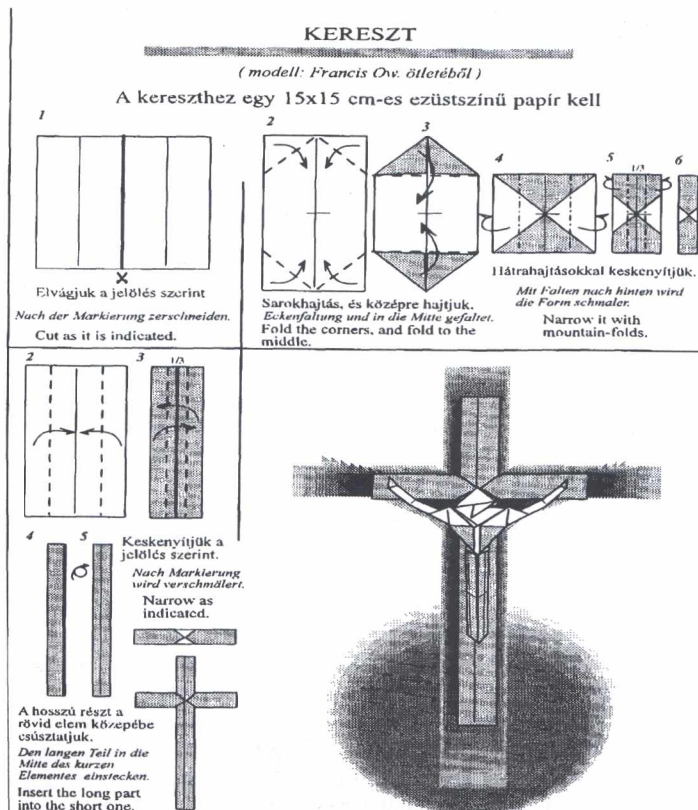 KERESZT
( modell: Francis Ow. ötletéből )
A kereszthez egy 15x15 cm-es ezüstszínű papír kell
1
Elvágjuk a jelölés szerint
Nach der Markierung zerschneiden.
Cut as it is indicated.
2
3
4
5
1/3
6
Sarokhajtás, és középre hajtjuk.
Eckenfaltung und in die Mitte gefaltet.
Fold the corners, and fold to the
middle.
Hátrahajtásokkal keskenyítjük.
Mit Falten nach hinten wird
die Form schmaler.
Narrow it with
mountain-folds.
2
3
1/3
4
5
Keskenyítjük a
jelölés szerint.
Nach Markierung
wird verschmälert.
Narrow as
indicated.
A hosszú részt a
rövid elem közepébe
csúsztatjuk.
Den langen Teil in die
Mitte des kurzen
Elementes einstecken.
Insert the long part
into the short one.